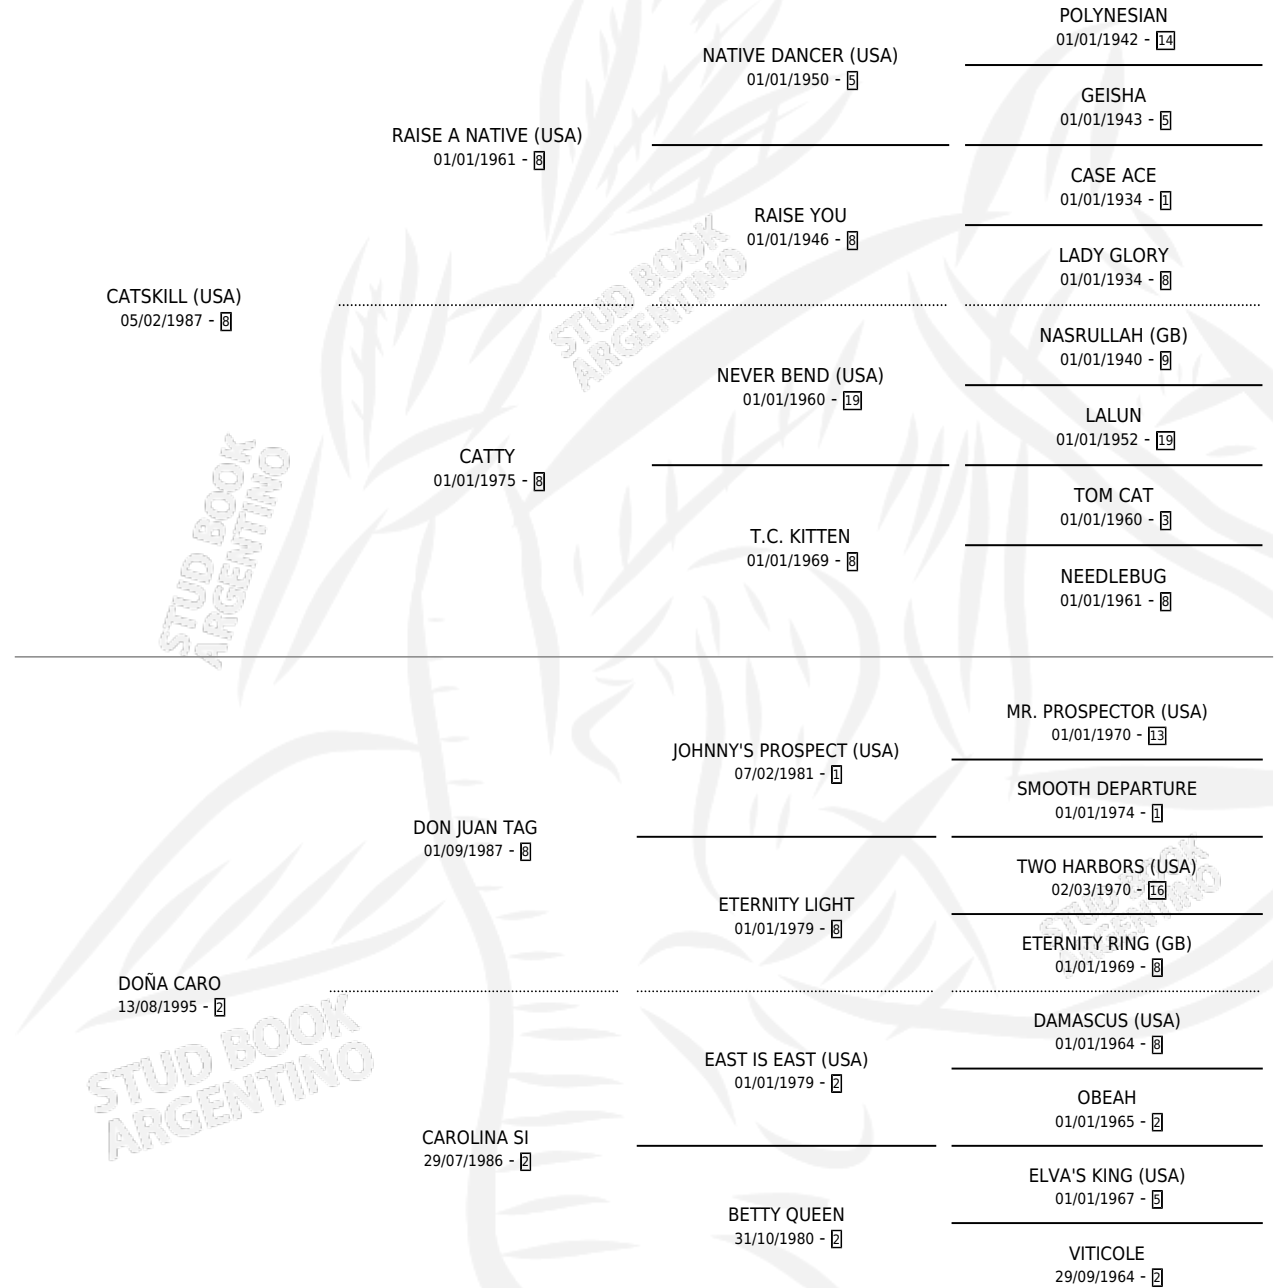 POLYNESIAN
01/01/1942 - 14
NATIVE DANCER (USA)
01/01/1950 - 5
GEISHA
01/01/1943 - 5
RAISE A NATIVE (USA)
01/01/1961 - 8
CASE ACE
01/01/1934 - 1
RAISE YOU
01/01/1946 - 8
LADY GLORY
01/01/1934 - 8
CATSKILL (USA)
05/02/1987 - 8
NASRULLAH (GB)
01/01/1940 - 9
NEVER BEND (USA)
01/01/1960 - 19
LALUN
01/01/1952 - 19
CATTY
01/01/1975 - 8
TOM CAT
01/01/1960 - 3
T.C. KITTEN
01/01/1969 - 8
NEEDLEBUG
01/01/1961 - 8
STUD BOOK
ARGENTINO
STUD BOOK
ARGENTINO
MR. PROSPECTOR (USA)
01/01/1970 - 13
JOHNNY'S PROSPECT (USA)
07/02/1981 - 1
SMOOTH DEPARTURE
01/01/1974 - 1
DON JUAN TAG
01/09/1987 - 8
TWO HARBORS (USA)
02/03/1970 - 16
ETERNITY LIGHT
01/01/1979 - 8
ETERNITY RING (GB)
01/01/1969 - 8
DOÑA CARO
13/08/1995 - 2
DAMASCUS (USA)
01/01/1964 - 8
EAST IS EAST (USA)
01/01/1979 - 2
OBEAH
01/01/1965 - 2
CAROLINA SI
29/07/1986 - 2
ELVA'S KING (USA)
01/01/1967 - 5
BETTY QUEEN
31/10/1980 - 2
VITICOLE
29/09/1964 - 2
STUD BOOK
ARGENTINO
STUD BOOK
ARGENTINO